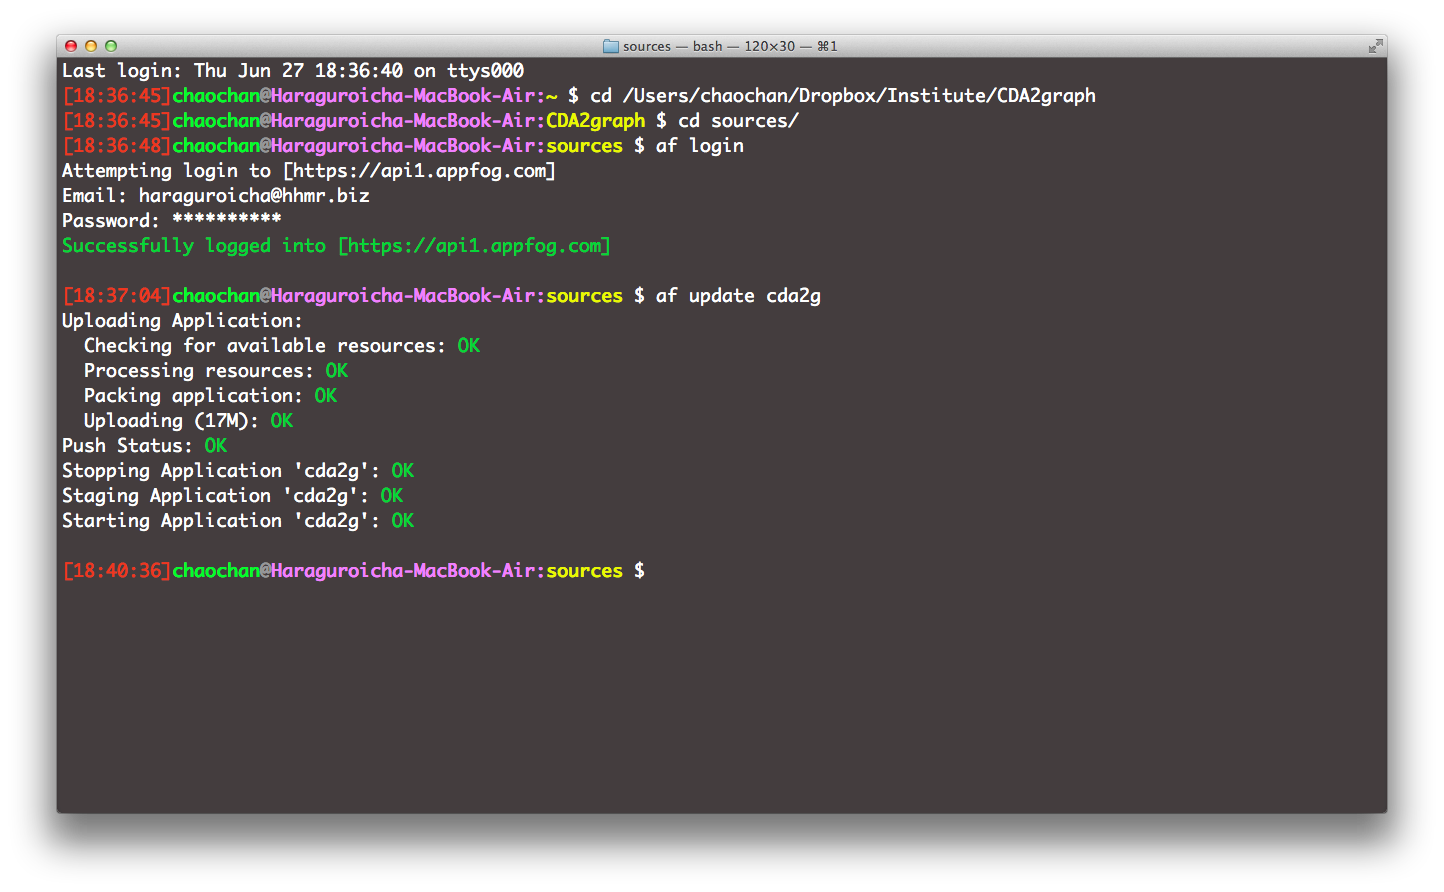 sources — bash — 120×30 — ⌘1
Last login: Thu Jun 27 18:36:40 on ttys000
[18:36:45]chaochan@Haraguroicha-MacBook-Air:~ $ cd /Users/chaochan/Dropbox/Institute/CDA2graph
[18:36:45]chaochan@Haraguroicha-MacBook-Air:CDA2graph $ cd sources/
[18:36:48]chaochan@Haraguroicha-MacBook-Air:sources $ af login
Attempting login to [https://api1.appfog.com]
Email: haraguroicha@hhmr.biz
Password: **********
Successfully logged into [https://api1.appfog.com]
[18:37:04]chaochan@Haraguroicha-MacBook-Air:sources $ af update cda2g
Uploading Application:
  Checking for available resources: OK
  Processing resources: OK
  Packing application: OK
  Uploading (17M): OK
Push Status: OK
Stopping Application 'cda2g': OK
Staging Application 'cda2g': OK
Starting Application 'cda2g': OK
[18:40:36]chaochan@Haraguroicha-MacBook-Air:sources $